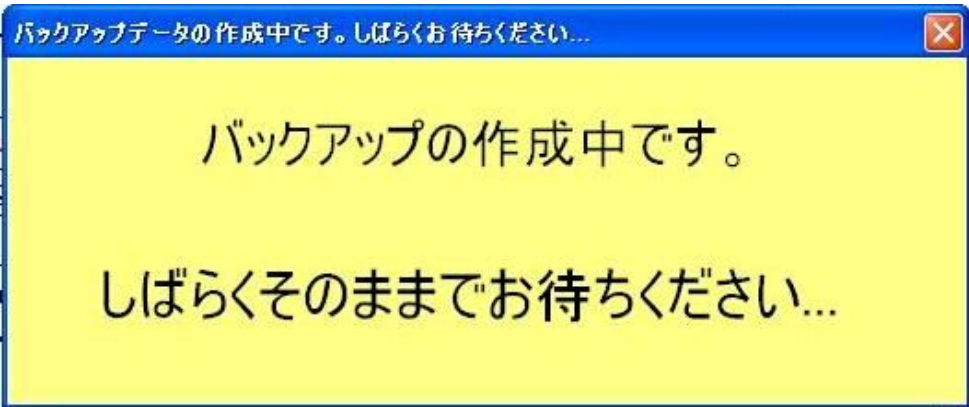 バックアップデータの作成中です。しばらくお待ちください...
バックアップの作成中です。
しばらくそのままでお待ちください...